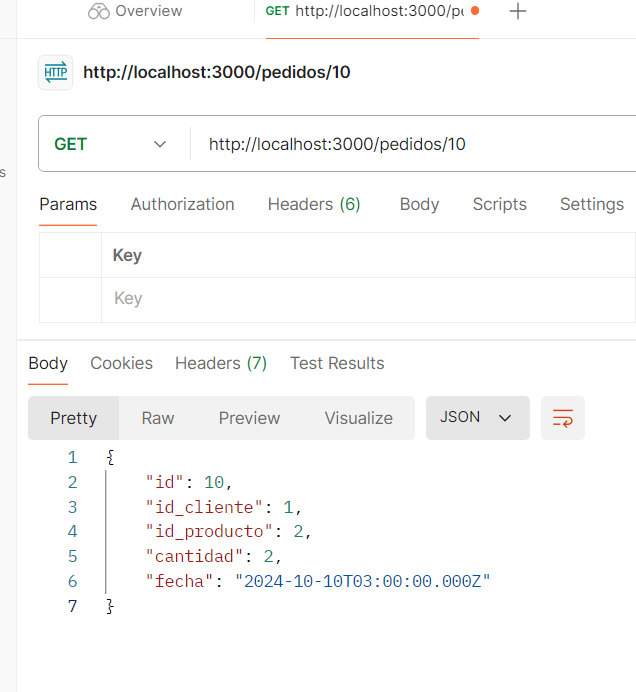 Overview
GET http://localhost:3000/pe
HTTP http://localhost:3000/pedidos/10
GET http://localhost:3000/pedidos/10
s
Params Authorization Headers (6) Body Scripts Settings
Key
Key
Body Cookies Headers (7) Test Results
Pretty Raw Preview Visualize JSON
1 {
2 "id": 10,
3 "id_cliente": 1,
4 "id_producto": 2,
5 "cantidad": 2,
6 "fecha": "2024-10-10T03:00:00.000Z"
7 }